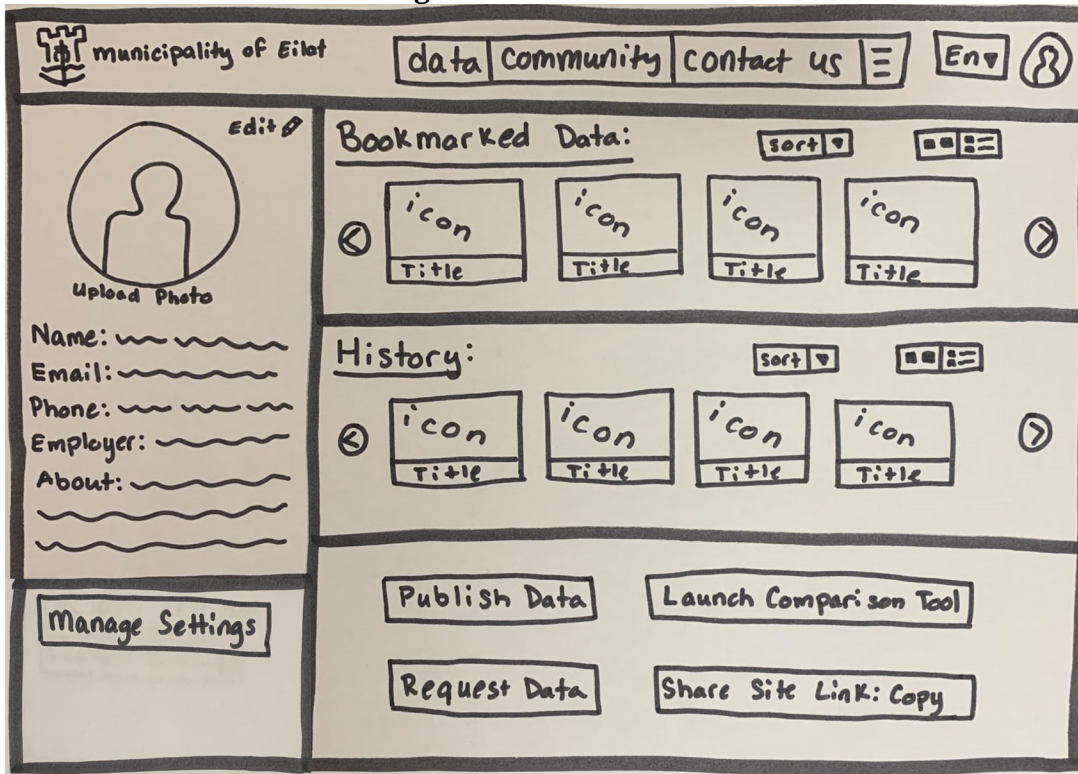 municipality of Eilot
data community contact us
En
Edit
Upload Photo
Name:
Email:
Phone:
Employer:
About:
Manage Settings
Bookmarked Data:
sort
icon icon icon icon
Title Title Title Title
History:
sort
icon icon icon icon
Title Title Title Title
Publish Data Launch Comparison Tool
Request Data Share Site Link: Copy